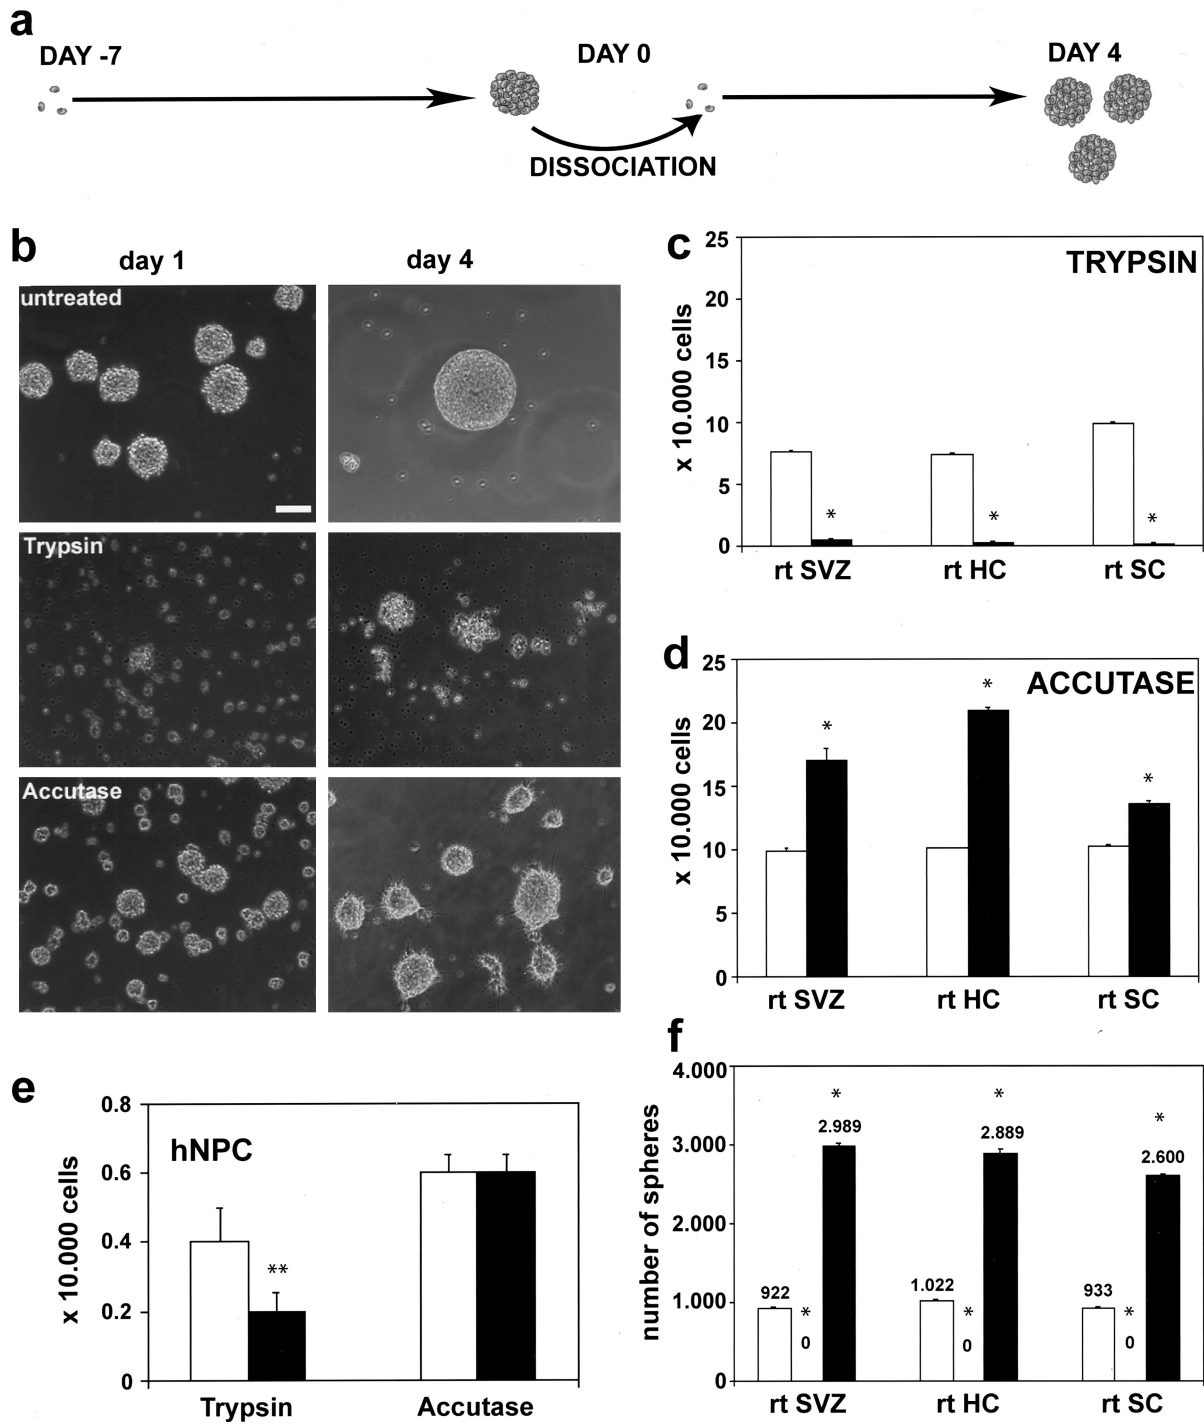 a
DAY -7
DAY 0
DAY 4
DISSOCIATION
b
day 1
day 4
untreated
Trypsin
Accutase
c
25
TRYPSIN
20
15
10
5
0
x 10.000 cells
*
*
*
rt SVZ
rt HC
rt SC
d
25
ACCUTASE
20
15
10
5
0
x 10.000 cells
*
*
*
rt SVZ
rt HC
rt SC
e
0.8
hNPC
0.6
0.4
0.2
0
x 10.000 cells
**
Trypsin
Accutase
f
4.000
3.000
2.000
1.000
0
number of spheres
922
*
0
*
2.989
1.022
*
0
*
2.889
933
*
0
*
2.600
rt SVZ
rt HC
rt SC